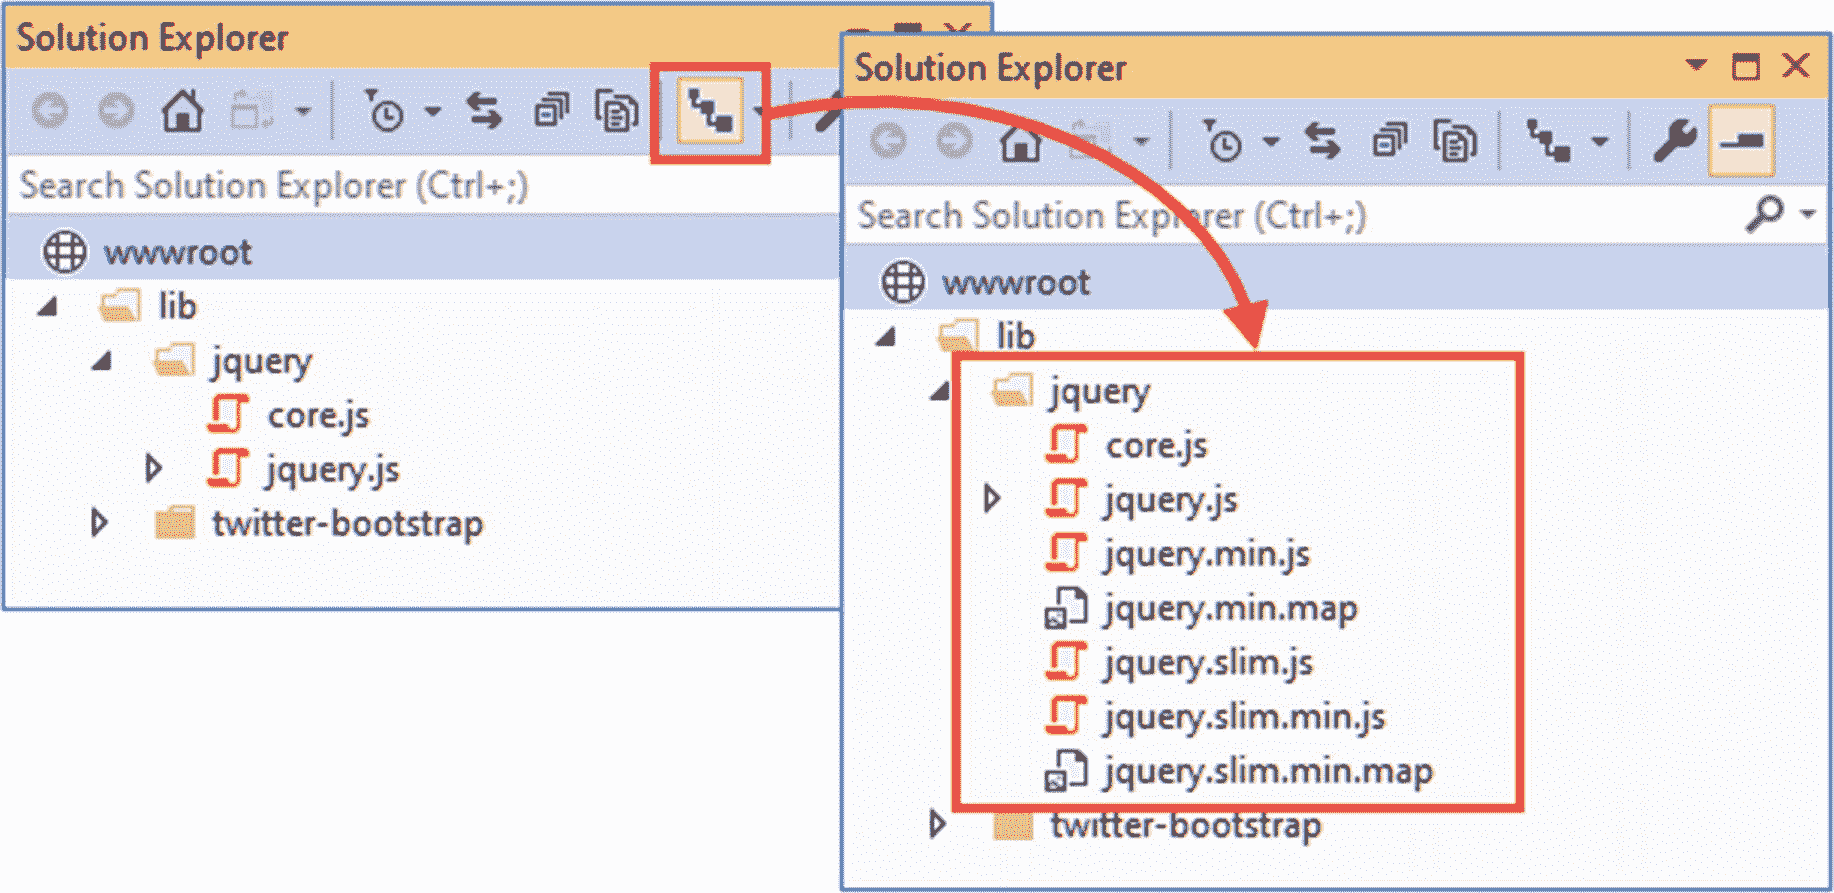 Solution Explorer
Search Solution Explorer (Ctrl+;)
wwwroot
lib
jquery
core.js
jquery.js
twitter-bootstrap
Solution Explorer
Search Solution Explorer (Ctrl+;)
wwwroot
lib
jquery
core.js
jquery.js
jquery.min.js
jquery.min.map
jquery.slim.js
jquery.slim.min.js
jquery.slim.min.map
twitter-bootstrap